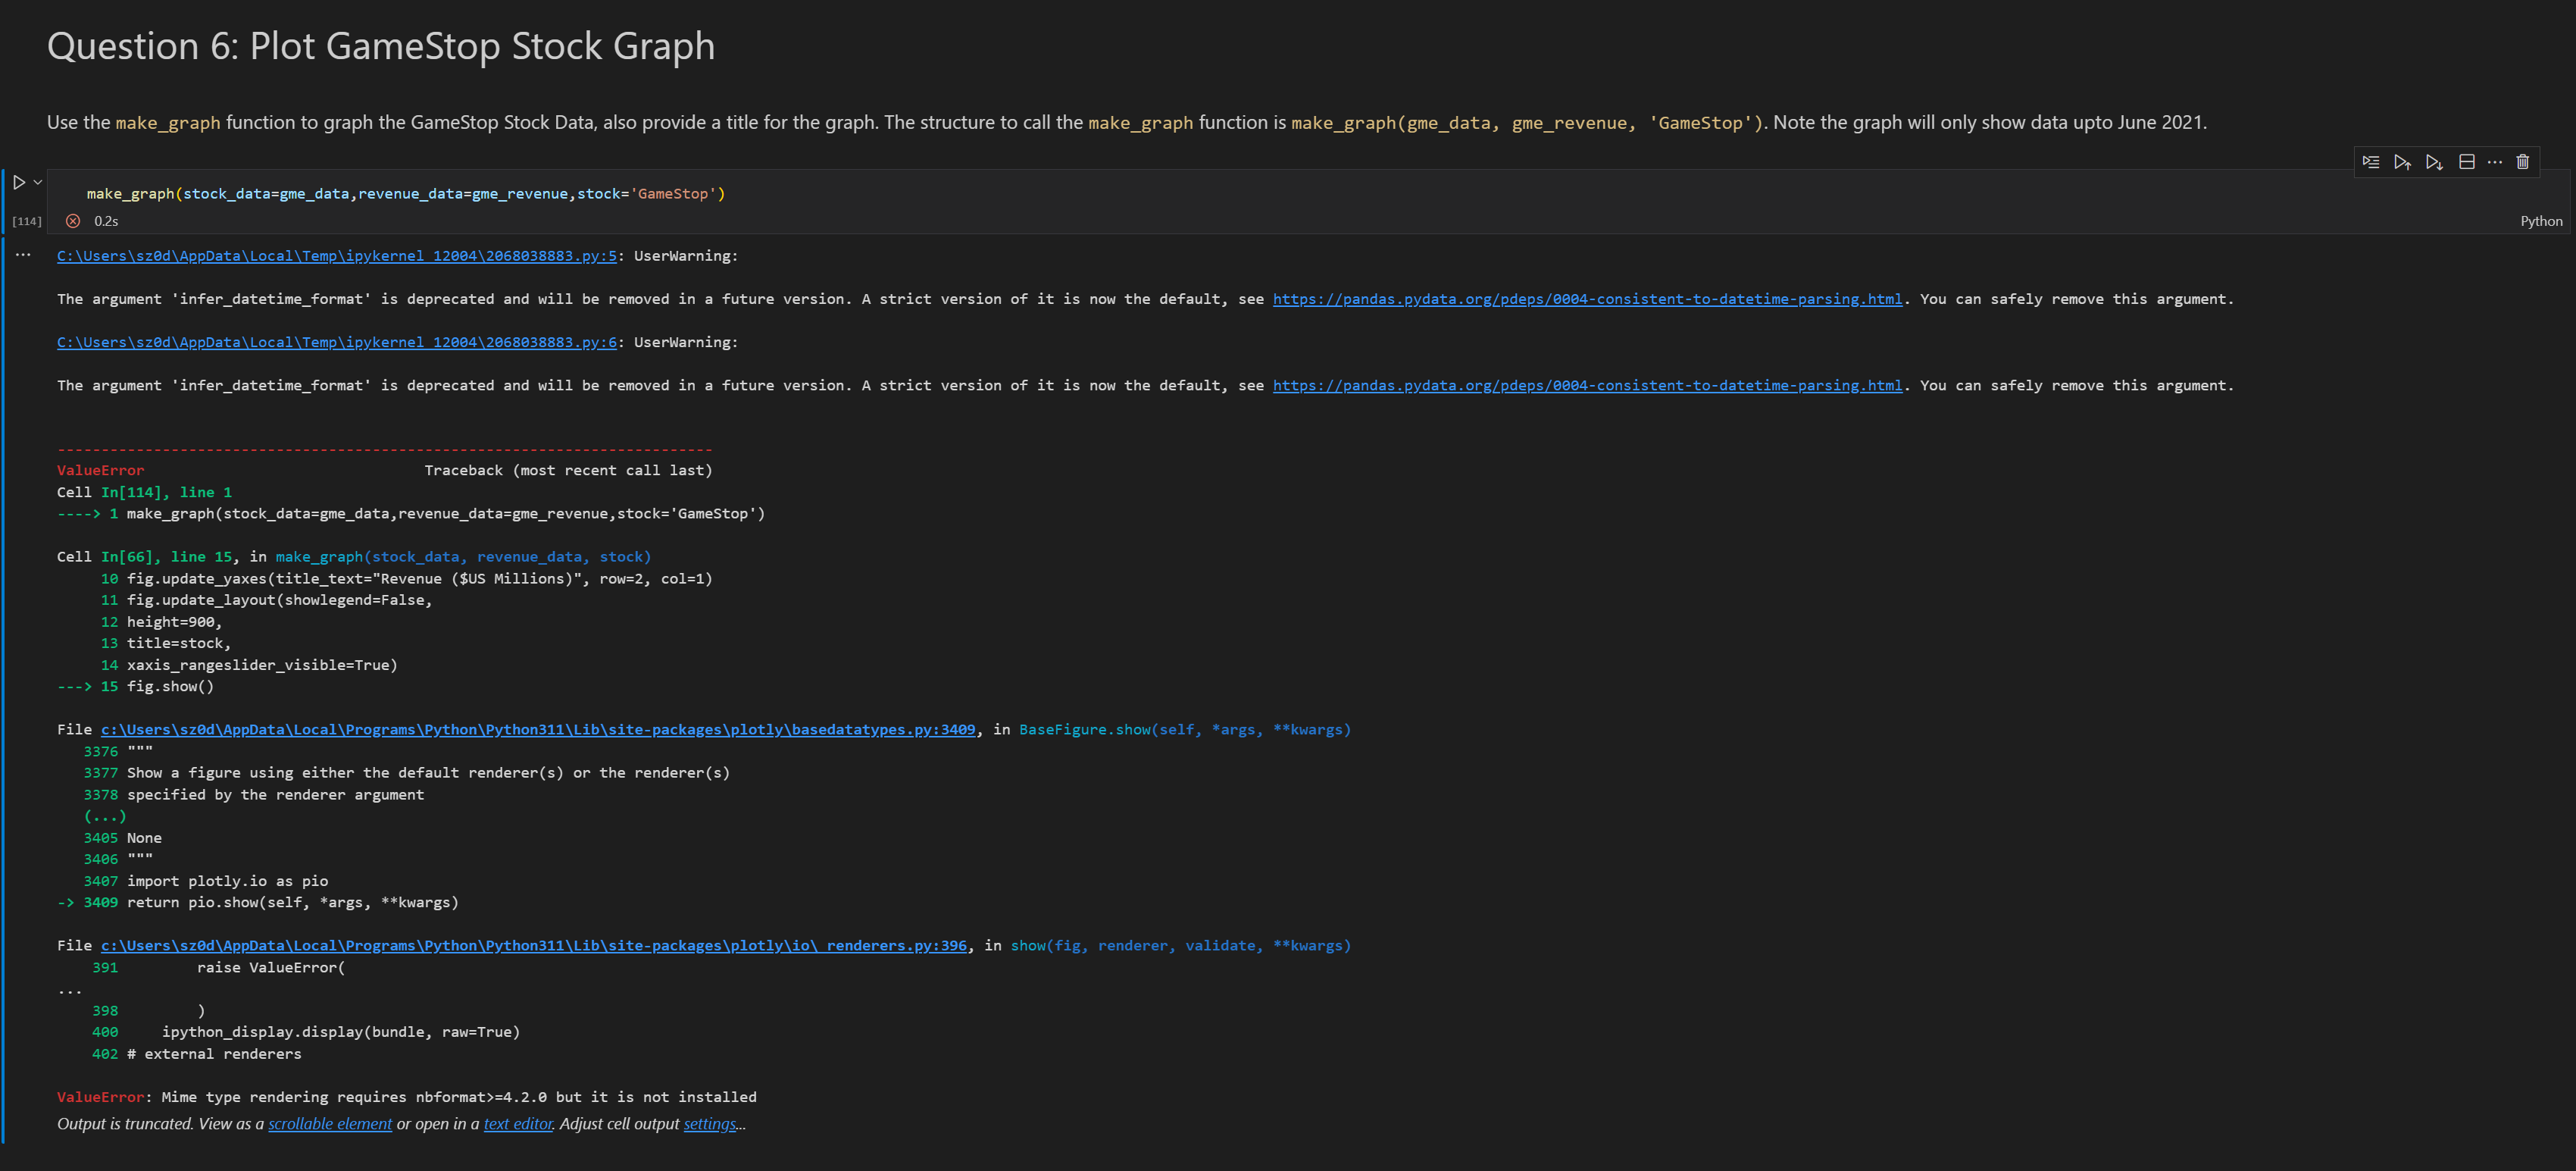 Question 6: Plot GameStop Stock Graph
Use the make_graph function to graph the GameStop Stock Data, also provide a title for the graph. The structure to call the make_graph function is make_graph(gme_data, gme_revenue, 'GameStop'). Note the graph will only show data upto June 2021.
make_graph(stock_data=gme_data,revenue_data=gme_revenue,stock='GameStop')
[114]
0.2s
Python
C:\Users\sz0d\AppData\Local\Temp\ipykernel_12004\2068038883.py:5: UserWarning:
The argument 'infer_datetime_format' is deprecated and will be removed in a future version. A strict version of it is now the default, see https://pandas.pydata.org/pdeps/0004-consistent-to-datetime-parsing.html. You can safely remove this argument.
C:\Users\sz0d\AppData\Local\Temp\ipykernel_12004\2068038883.py:6: UserWarning:
The argument 'infer_datetime_format' is deprecated and will be removed in a future version. A strict version of it is now the default, see https://pandas.pydata.org/pdeps/0004-consistent-to-datetime-parsing.html. You can safely remove this argument.
---------------------------------------------------------------------------
ValueError                                Traceback (most recent call last)
Cell In[114], line 1
----> 1 make_graph(stock_data=gme_data,revenue_data=gme_revenue,stock='GameStop')
Cell In[66], line 15, in make_graph(stock_data, revenue_data, stock)
10 fig.update_yaxes(title_text="Revenue ($US Millions)", row=2, col=1)
11 fig.update_layout(showlegend=False,
12 height=900,
13 title=stock,
14 xaxis_rangeslider_visible=True)
---> 15 fig.show()
File c:\Users\sz0d\AppData\Local\Programs\Python\Python311\Lib\site-packages\plotly\basedatatypes.py:3409, in BaseFigure.show(self, *args, **kwargs)
3376 """
3377 Show a figure using either the default renderer(s) or the renderer(s)
3378 specified by the renderer argument
(...)
3405 None
3406 """
3407 import plotly.io as pio
-> 3409 return pio.show(self, *args, **kwargs)
File c:\Users\sz0d\AppData\Local\Programs\Python\Python311\Lib\site-packages\plotly\io\_renderers.py:396, in show(fig, renderer, validate, **kwargs)
391         raise ValueError(
...
398         )
400     ipython_display.display(bundle, raw=True)
402 # external renderers
ValueError: Mime type rendering requires nbformat>=4.2.0 but it is not installed
Output is truncated. View as a scrollable element or open in a text editor. Adjust cell output settings...